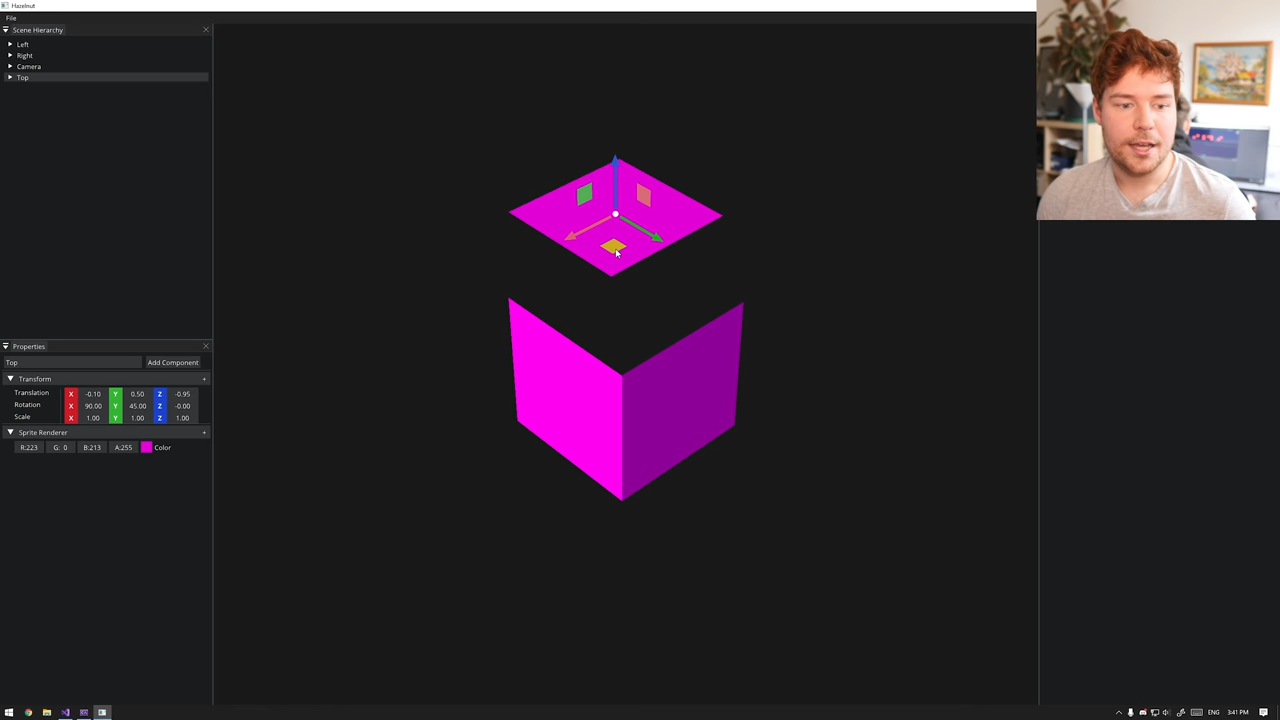 Hazelnut
File
Scene Hierarchy
Left
Right
Camera
Top
Properties
Top Add Component
Transform +
Translation X -0.10 Y 0.50 Z -0.95
Rotation X 90.00 Y 45.00 Z -0.00
Scale X 1.00 Y 1.00 Z 1.00
Sprite Renderer +
R:223 G: 0 B:213 A:255 Color
ENG 3:41 PM